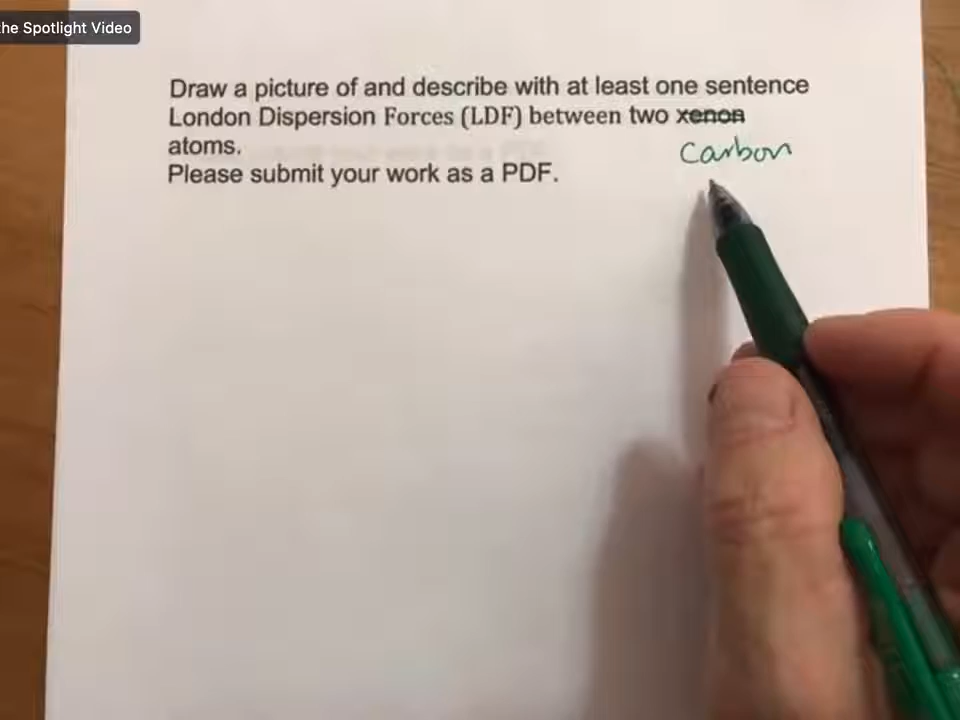 the Spotlight Video
Draw a picture of and describe with at least one sentence
London Dispersion Forces (LDF) between two xenon
atoms.
carbon
Please submit your work as a PDF.